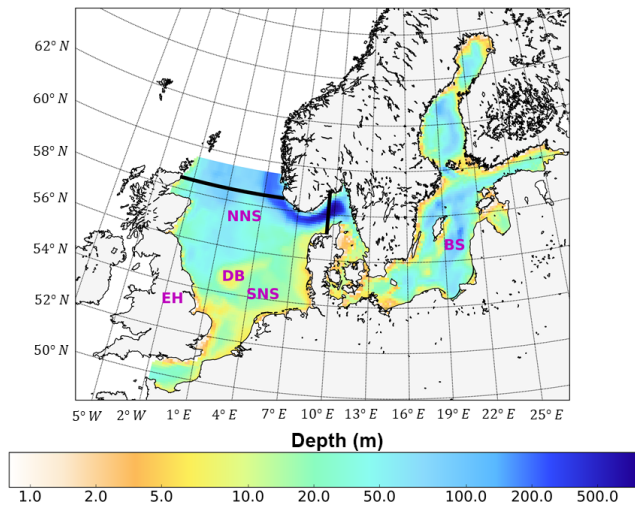 62° N
60° N
58° N
56° N
54° N
52° N
50° N
NNS
DB
SNS
EH
BS
5° W 2° W 1° E 4° E 7° E 10° E 13° E 16° E 19° E 22° E 25° E
Depth (m)
1.0 2.0 5.0 10.0 20.0 50.0 100.0 200.0 500.0